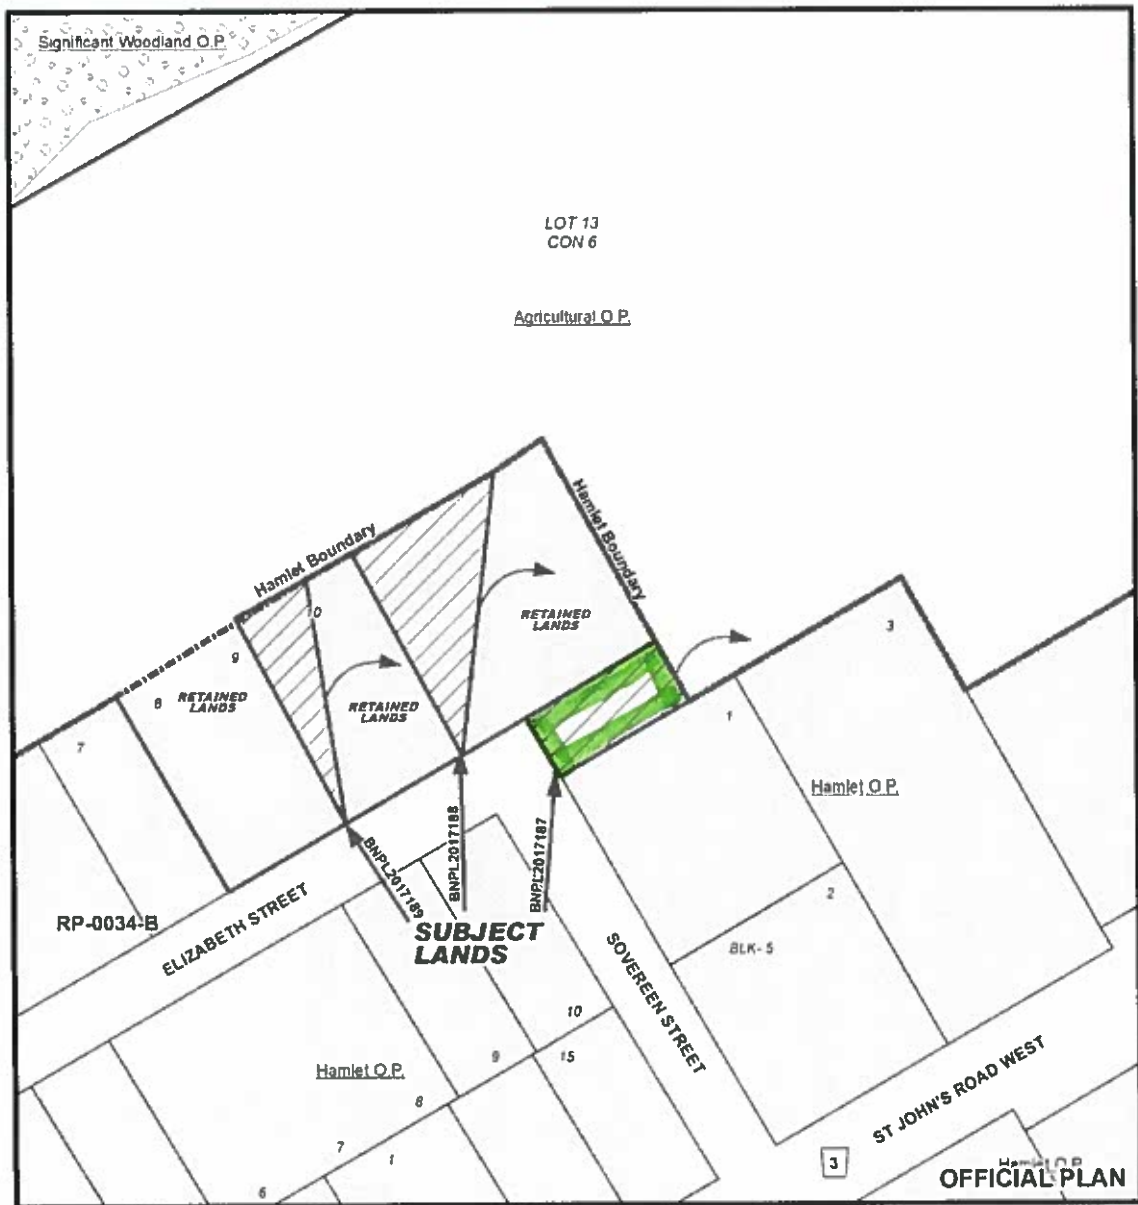 Significant Woodland O.P.
LOT 13
CON 6
Agricultural O.P.
Hamlet Boundary
Hamlet Boundary
RETAINED
LANDS
3
0
9
8
RETAINED
LANDS
RETAINED
LANDS
7
1
Hamlet O.P.
2
BNPL2017189
BNPL2017188
BNPL2017187
RP-0034-B
ELIZABETH STREET
SUBJECT
LANDS
SOVEREEN STREET
BLK- 5
10
9
15
Hamlet O.P.
8
7
1
6
ST JOHN'S ROAD WEST
3
Hamlet O.P.
OFFICIAL PLAN